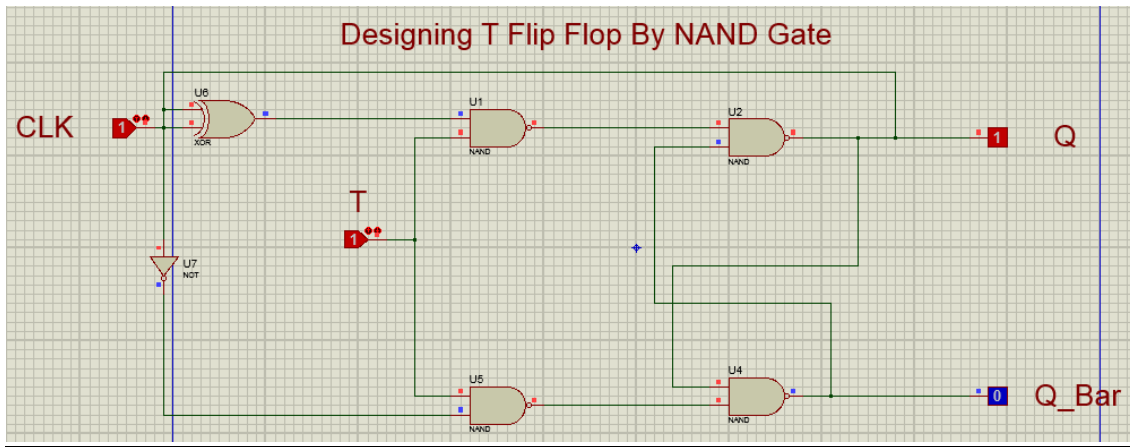 Designing T Flip Flop By NAND Gate
U6
XOR
CLK
1
U1
NAND
U2
NAND
1
Q
T
1
U7
NOT
U5
NAND
U4
NAND
0
Q_Bar